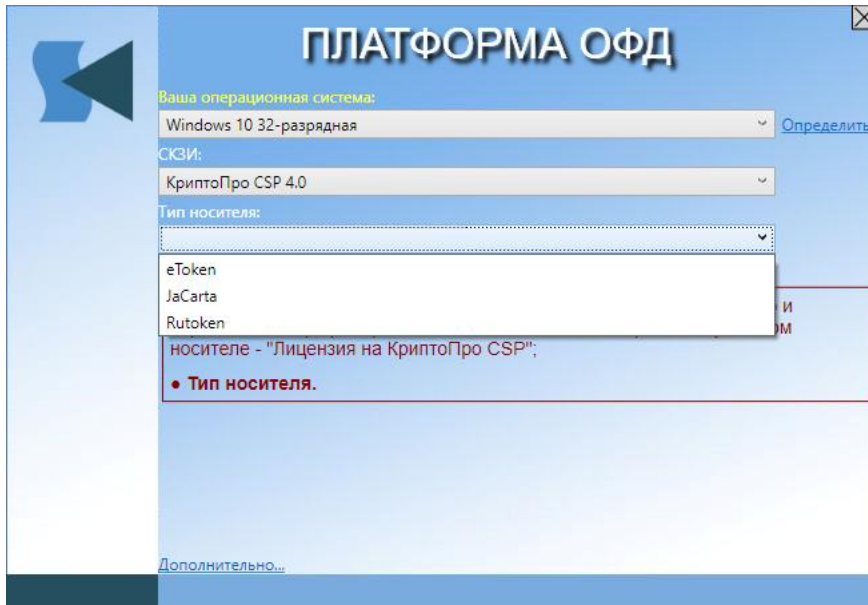 ПЛАТФОРМА ОФД
Ваша операционная система:
Windows 10 32-разрядная
Определить
СКЗИ:
КриптоПро CSP 4.0
Тип носителя:
eToken
JaCarta
Rutoken
и
носителе - "Лицензия на КриптоПро CSP";
● Тип носителя.
Дополнительно...